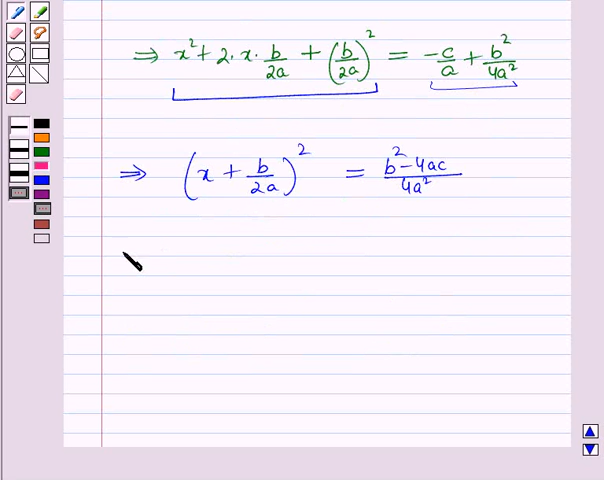 ⇒ x² + 2·x·b/2a + (b/2a)² = -c/a + b²/4a²
⇒ (x + b/2a)² = b²-4ac/4a²